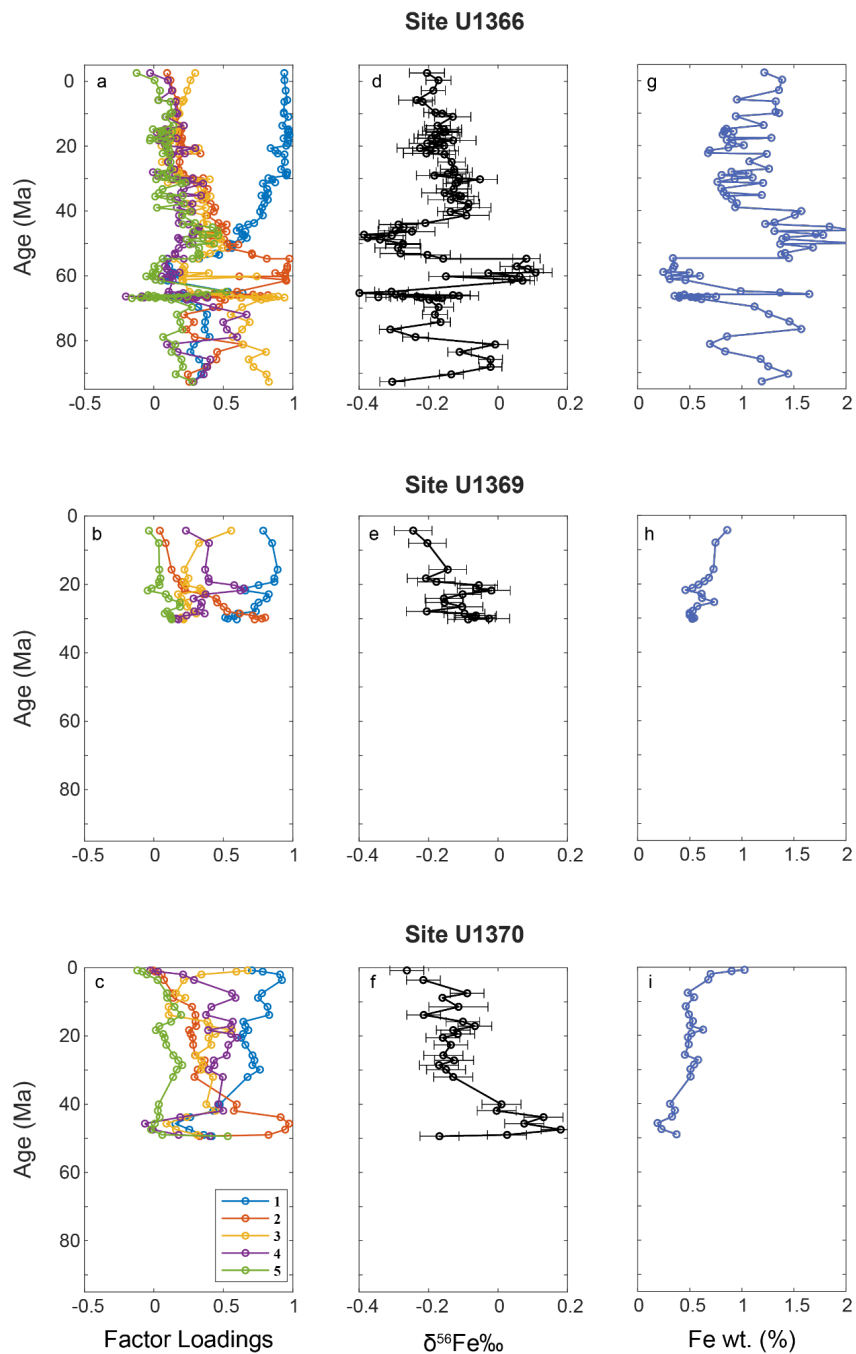 Site U1366
a
d
g
0
20
40
60
80
Age (Ma)
-0.5 0 0.5 1
-0.4 -0.2 0 0.2
0 0.5 1 1.5 2
Site U1369
b
e
h
0
20
40
60
80
Age (Ma)
-0.5 0 0.5 1
-0.4 -0.2 0 0.2
0 0.5 1 1.5 2
Site U1370
c
f
i
0
20
40
60
80
Age (Ma)
1
2
3
4
5
-0.5 0 0.5 1
-0.4 -0.2 0 0.2
0 0.5 1 1.5 2
Factor Loadings
δ⁵⁶Fe‰
Fe wt. (%)